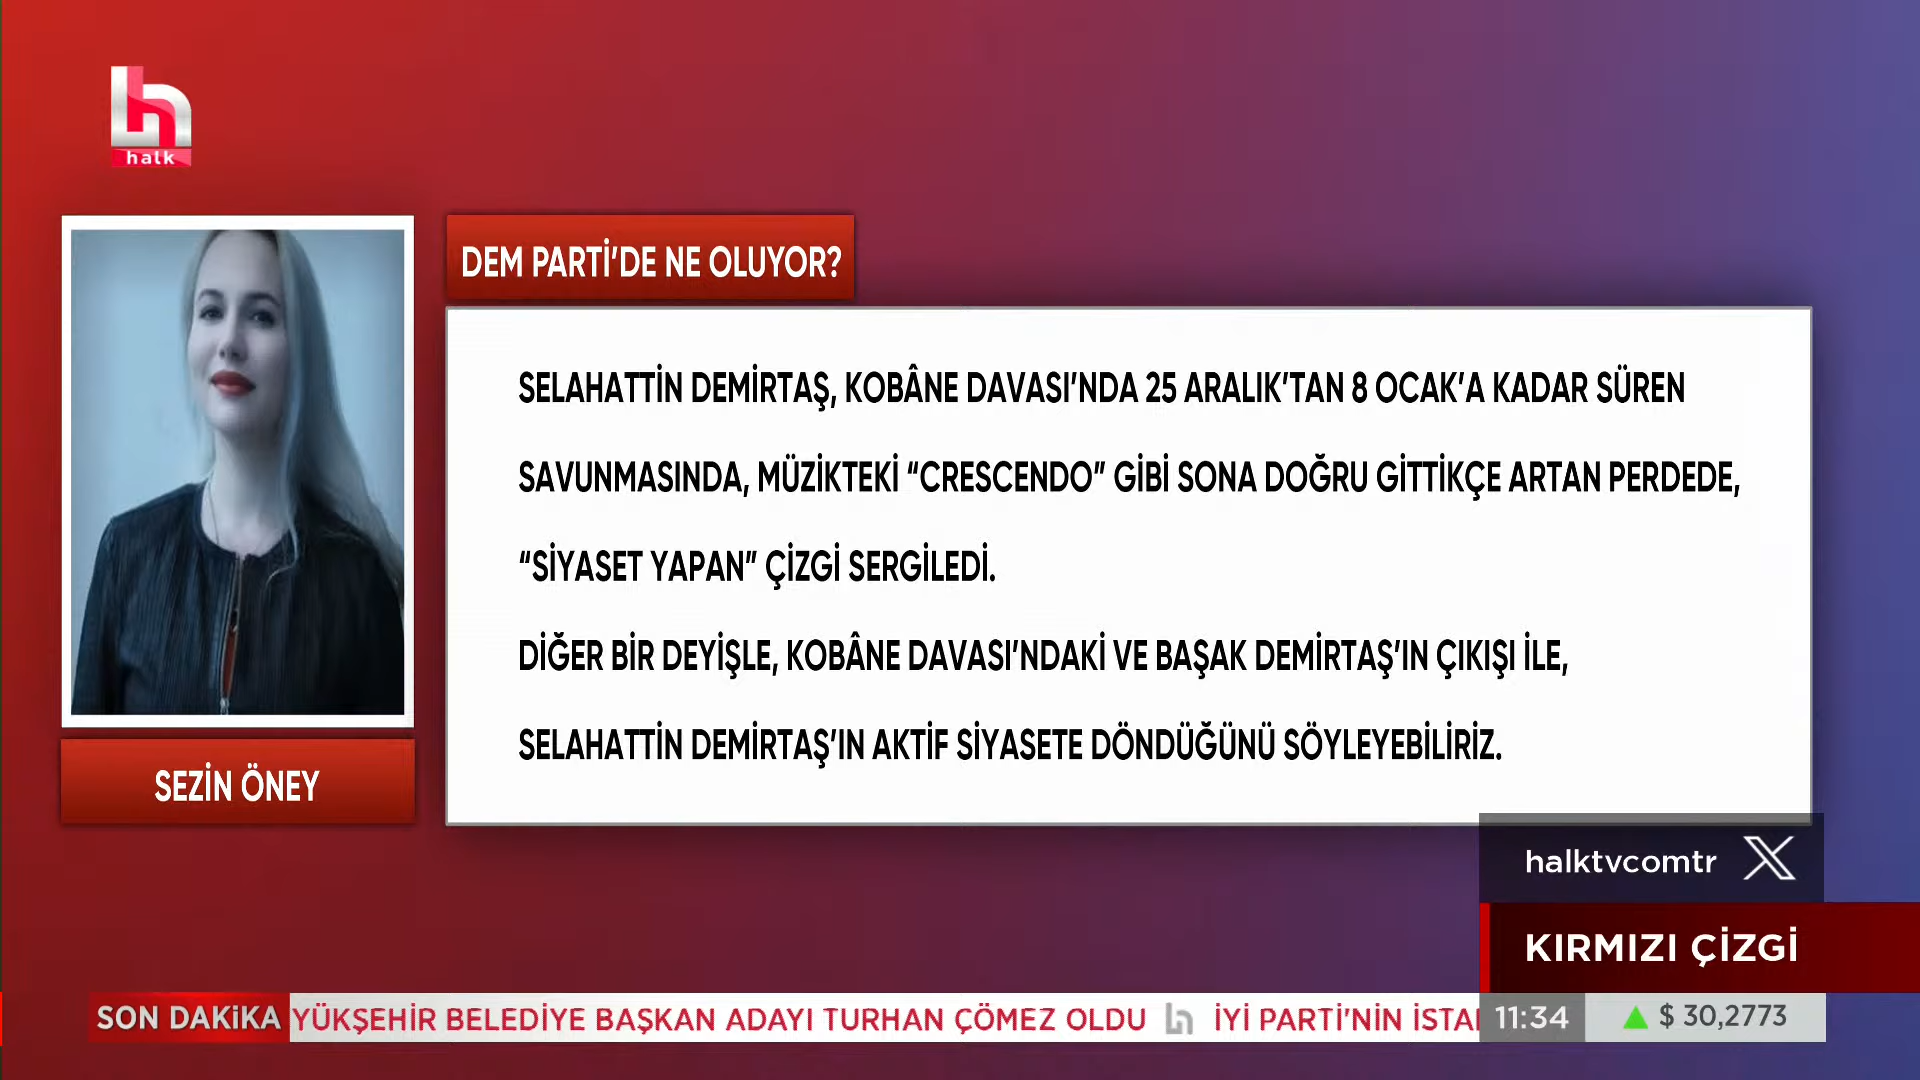 halk
DEM PARTİ'DE NE OLUYOR?
SELAHATTİN DEMİRTAŞ, KOBÂNE DAVASI'NDA 25 ARALIK'TAN 8 OCAK'A KADAR SÜREN
SAVUNMASINDA, MÜZİKTEKİ “CRESCENDO” GİBİ SONA DOĞRU GİTTİKÇE ARTAN PERDEDE,
“SİYASET YAPAN” ÇİZGİ SERGİLEDİ.
DİĞER BİR DEYİŞLE, KOBÂNE DAVASI'NDAKİ VE BAŞAK DEMİRTAŞ'IN ÇIKIŞI İLE,
SELAHATTİN DEMİRTAŞ'IN AKTİF SİYASETE DÖNDÜĞÜNÜ SÖYLEYEBİLİRİZ.
SEZİN ÖNEY
halktvcomtr X
KIRMIZI ÇİZGİ
SON DAKİKA YÜKŞEHİR BELEDİYE BAŞKAN ADAYI TURHAN ÇÖMEZ OLDU h İYİ PARTİ'NİN İSTA 11:34 $ 30,2773